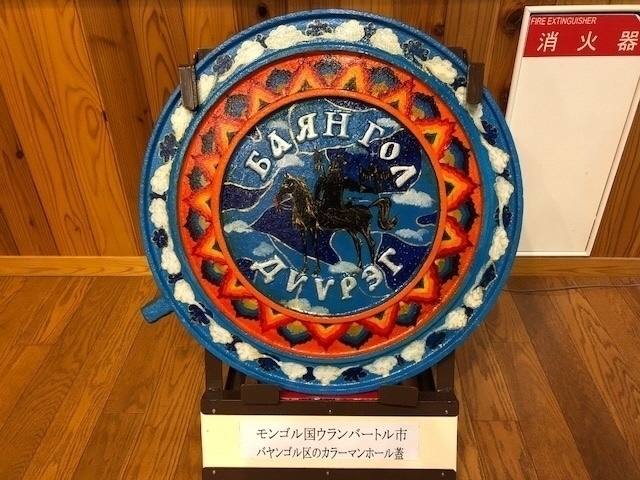 FIRE EXTINGUISHER
消火器
БАЯНГОЛ
ДҮҮРЭГ
モンゴル国ウランバートル市
バヤンゴル区のカラーマンホール蓋